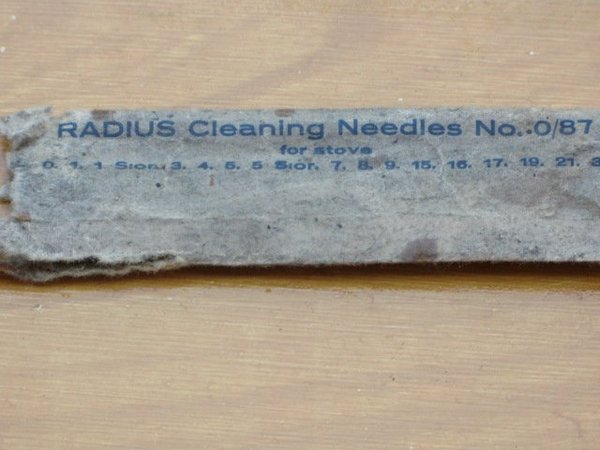 RADIUS Cleaning Needles No. 0/87
for stove
0. 1. 1 Stor. 3. 4. 5. 5 Stor. 7. 8. 9. 15. 16. 17. 19. 21. 3